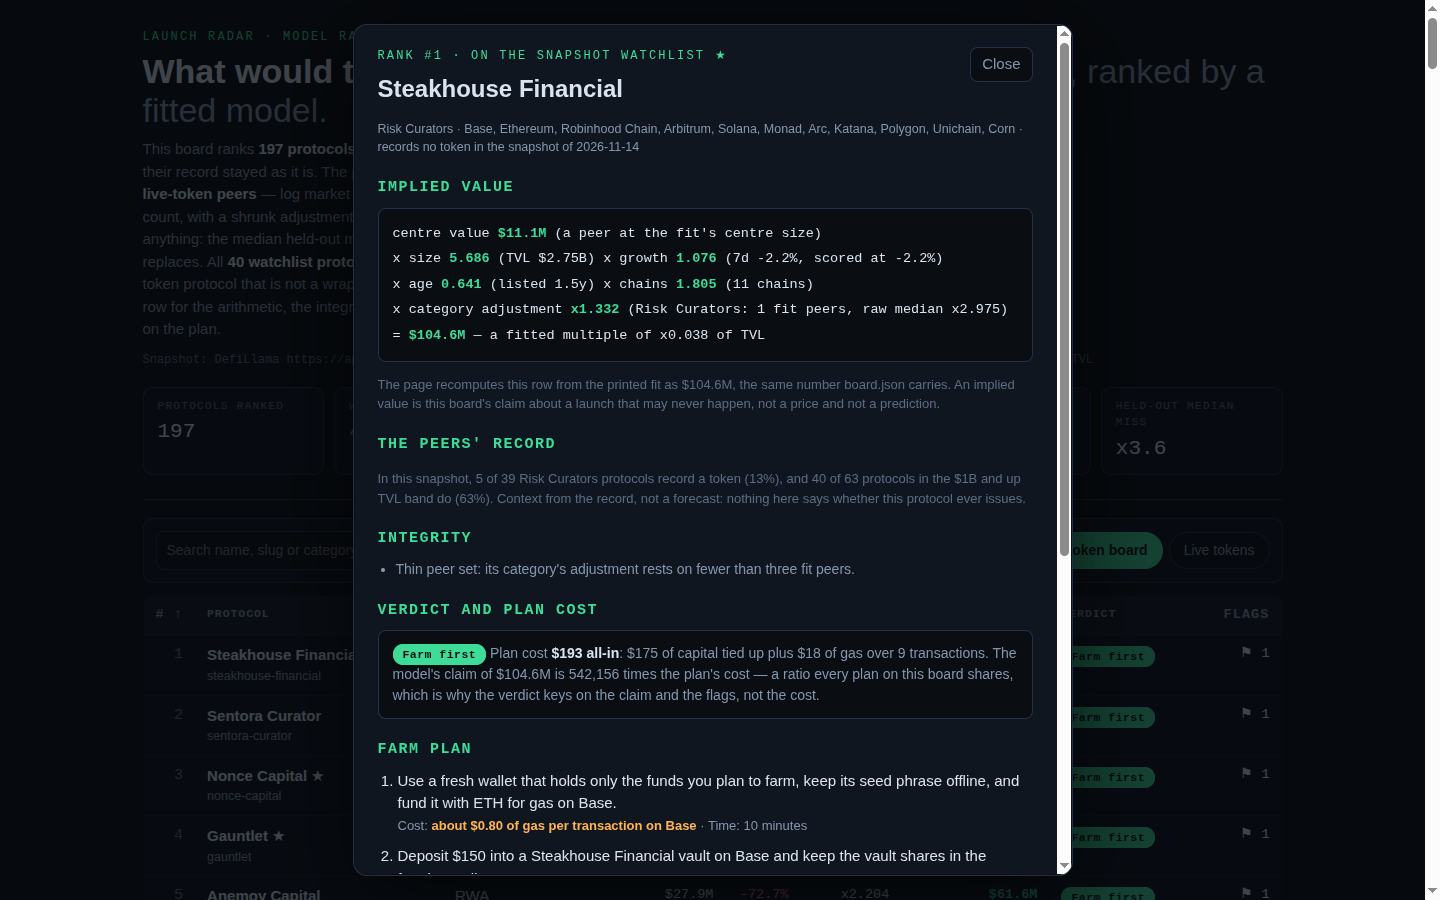 LAUNCH RADAR · MODEL RA
What would t
, ranked by a
fitted model.
This board ranks 197 protocols
their record stayed as it is. The
live-token peers — log market
count, with a shrunk adjustment
anything: the median held-out m
replaces. All 40 watchlist proto
token protocol that is not a wrap
row for the arithmetic, the integr
on the plan.
Snapshot: DefiLlama https://a
TVL
PROTOCOLS RANKED
197
HELD-OUT MEDIAN
MISS
x3.6
RANK #1 · ON THE SNAPSHOT WATCHLIST ★
Close
Steakhouse Financial
Risk Curators · Base, Ethereum, Robinhood Chain, Arbitrum, Solana, Monad, Arc, Katana, Polygon, Unichain, Corn ·
records no token in the snapshot of 2026-11-14
IMPLIED VALUE
centre value $11.1M (a peer at the fit's centre size)
x size 5.686 (TVL $2.75B) x growth 1.076 (7d -2.2%, scored at -2.2%)
x age 0.641 (listed 1.5y) x chains 1.805 (11 chains)
x category adjustment x1.332 (Risk Curators: 1 fit peers, raw median x2.975)
= $104.6M — a fitted multiple of x0.038 of TVL
The page recomputes this row from the printed fit as $104.6M, the same number board.json carries. An implied
value is this board's claim about a launch that may never happen, not a price and not a prediction.
THE PEERS' RECORD
In this snapshot, 5 of 39 Risk Curators protocols record a token (13%), and 40 of 63 protocols in the $1B and up
TVL band do (63%). Context from the record, not a forecast: nothing here says whether this protocol ever issues.
INTEGRITY
• Thin peer set: its category's adjustment rests on fewer than three fit peers.
VERDICT AND PLAN COST
Farm first Plan cost $193 all-in: $175 of capital tied up plus $18 of gas over 9 transactions. The
model's claim of $104.6M is 542,156 times the plan's cost — a ratio every plan on this board shares,
which is why the verdict keys on the claim and the flags, not the cost.
FARM PLAN
1. Use a fresh wallet that holds only the funds you plan to farm, keep its seed phrase offline, and
fund it with ETH for gas on Base.
Cost: about $0.80 of gas per transaction on Base · Time: 10 minutes
2. Deposit $150 into a Steakhouse Financial vault on Base and keep the vault shares in the
Search name, slug or category
oken board
Live tokens
# ↑ PROTOCOL
ERDICT
FLAGS
1 Steakhouse Financia
steakhouse-financial
Farm first
⚑ 1
2 Sentora Curator
sentora-curator
Farm first
⚑ 1
3 Nonce Capital ★
nonce-capital
Farm first
⚑ 1
4 Gauntlet ★
gauntlet
Farm first
⚑ 1
5 Anemoy Capital
RWA
$27.9M
-72.7%
x2.204
$61.6M
Farm first
⚑ 1